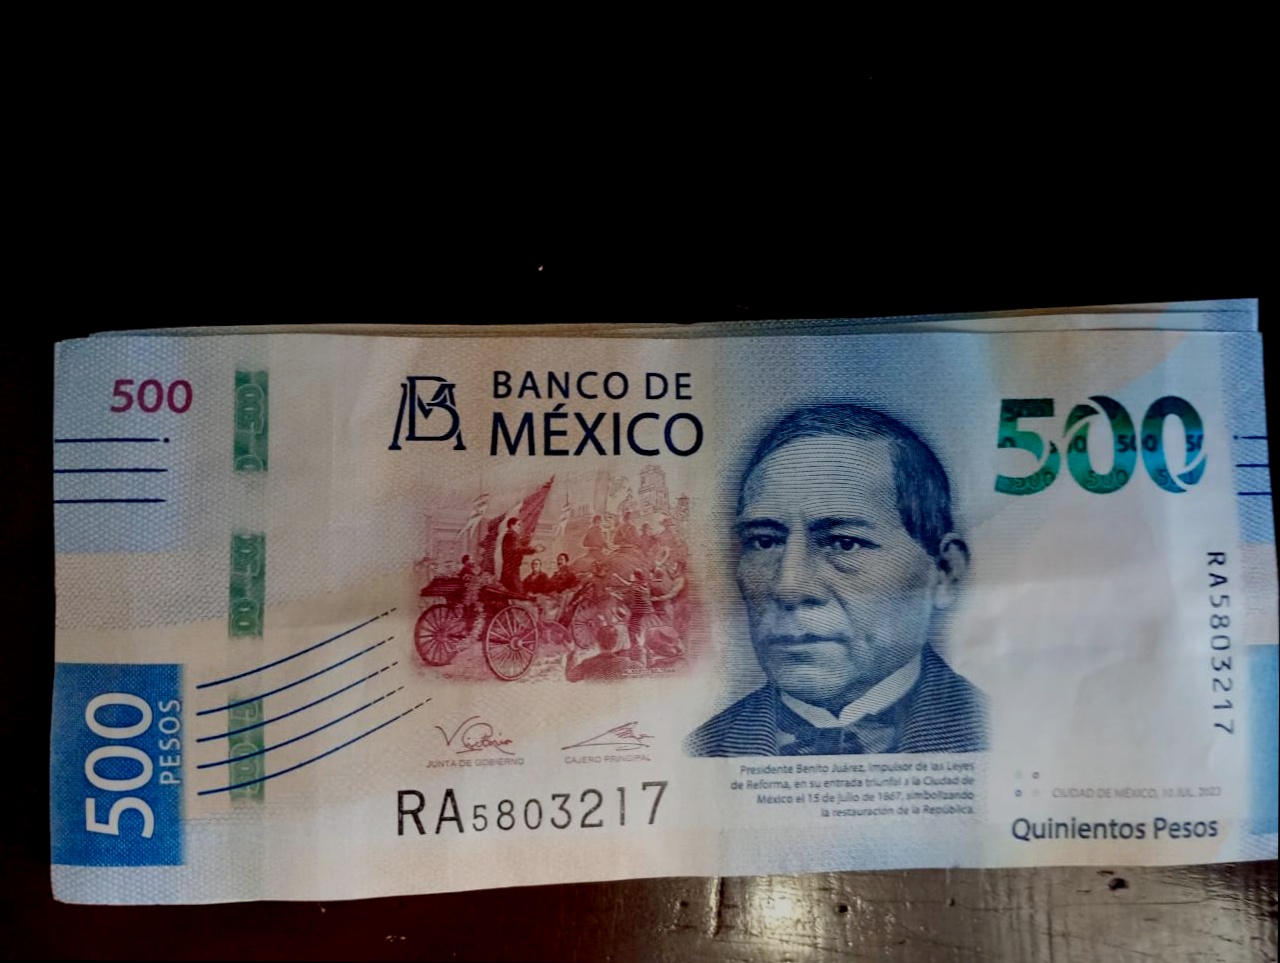 500
BANCO DE
MÉXICO
500
500
PESOS
JUNTA DE GOBIERNO
CAJERO PRINCIPAL
RA5803217
Presidente Benito Juárez, impulsor de las Leyes
de Reforma, en su entrada triunfal a la Ciudad de
México el 15 de julio de 1867, simbolizando
la restauración de la República.
RA5803217
CIUDAD DE MÉXICO, 10 JUL. 2023
Quinientos Pesos